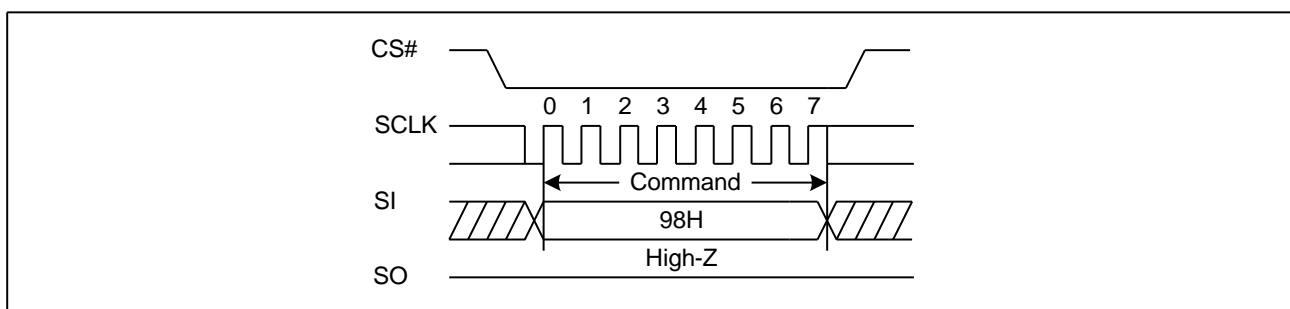 CS#
0 1 2 3 4 5 6 7
SCLK
Command
SI
98H
High-Z
SO